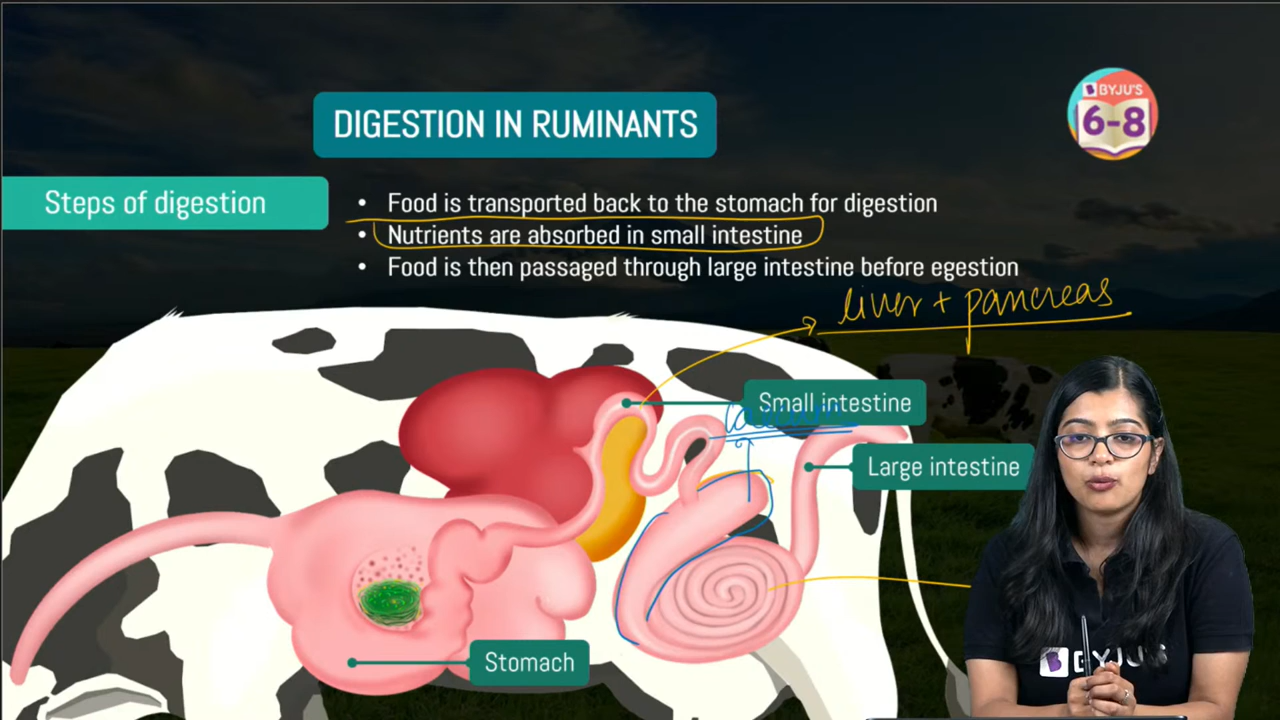 DIGESTION IN RUMINANTS
BYJU'S
6-8
Steps of digestion
• Food is transported back to the stomach for digestion
• Nutrients are absorbed in small intestine
• Food is then passaged through large intestine before egestion
liver + pancreas
Small intestine
Large intestine
Stomach
BYJU'S